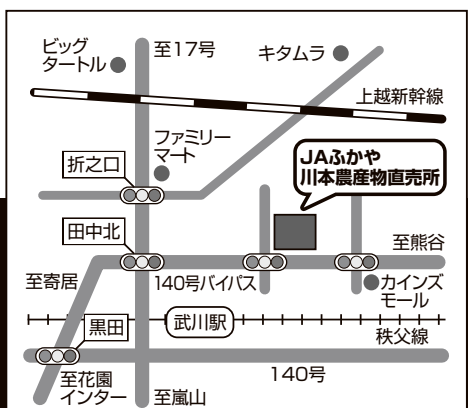 ビッグ
タートル
至17号
キタムラ
上越新幹線
ファミリー
マート
折之口
JAふかや
川本農産物直売所
田中北
至熊谷
至寄居
140号バイパス
カインズ
モール
黒田
武川駅
秩父線
至花園
インター
至嵐山
140号